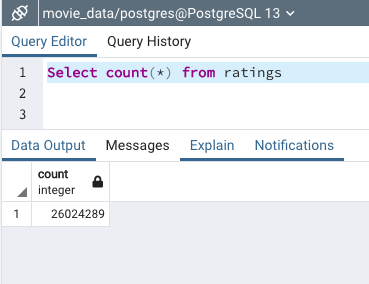 movie_data/postgres@PostgreSQL 13
Query Editor Query History
1 Select count(*) from ratings
2
3
Data Output Messages Explain Notifications
count
integer
1 26024289